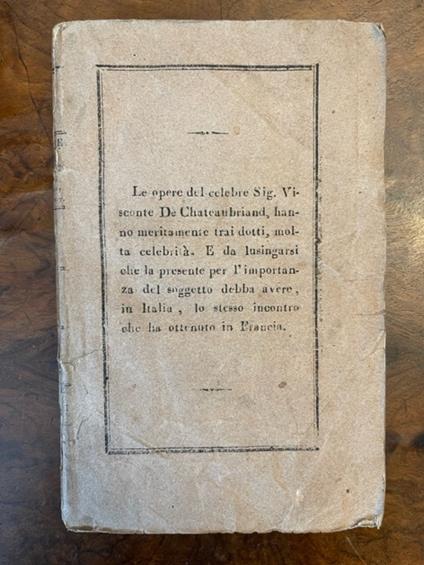 Le opere del celebre Sig. Vi-
sconte De Chateaubriand, han-
no meritamente trai dotti, mol-
ta celebrità. E da lusingarsi
che la presente per l'importan-
za del soggetto debba avere,
in Italia, lo stesso incontro
che ha ottenuto in Francia.